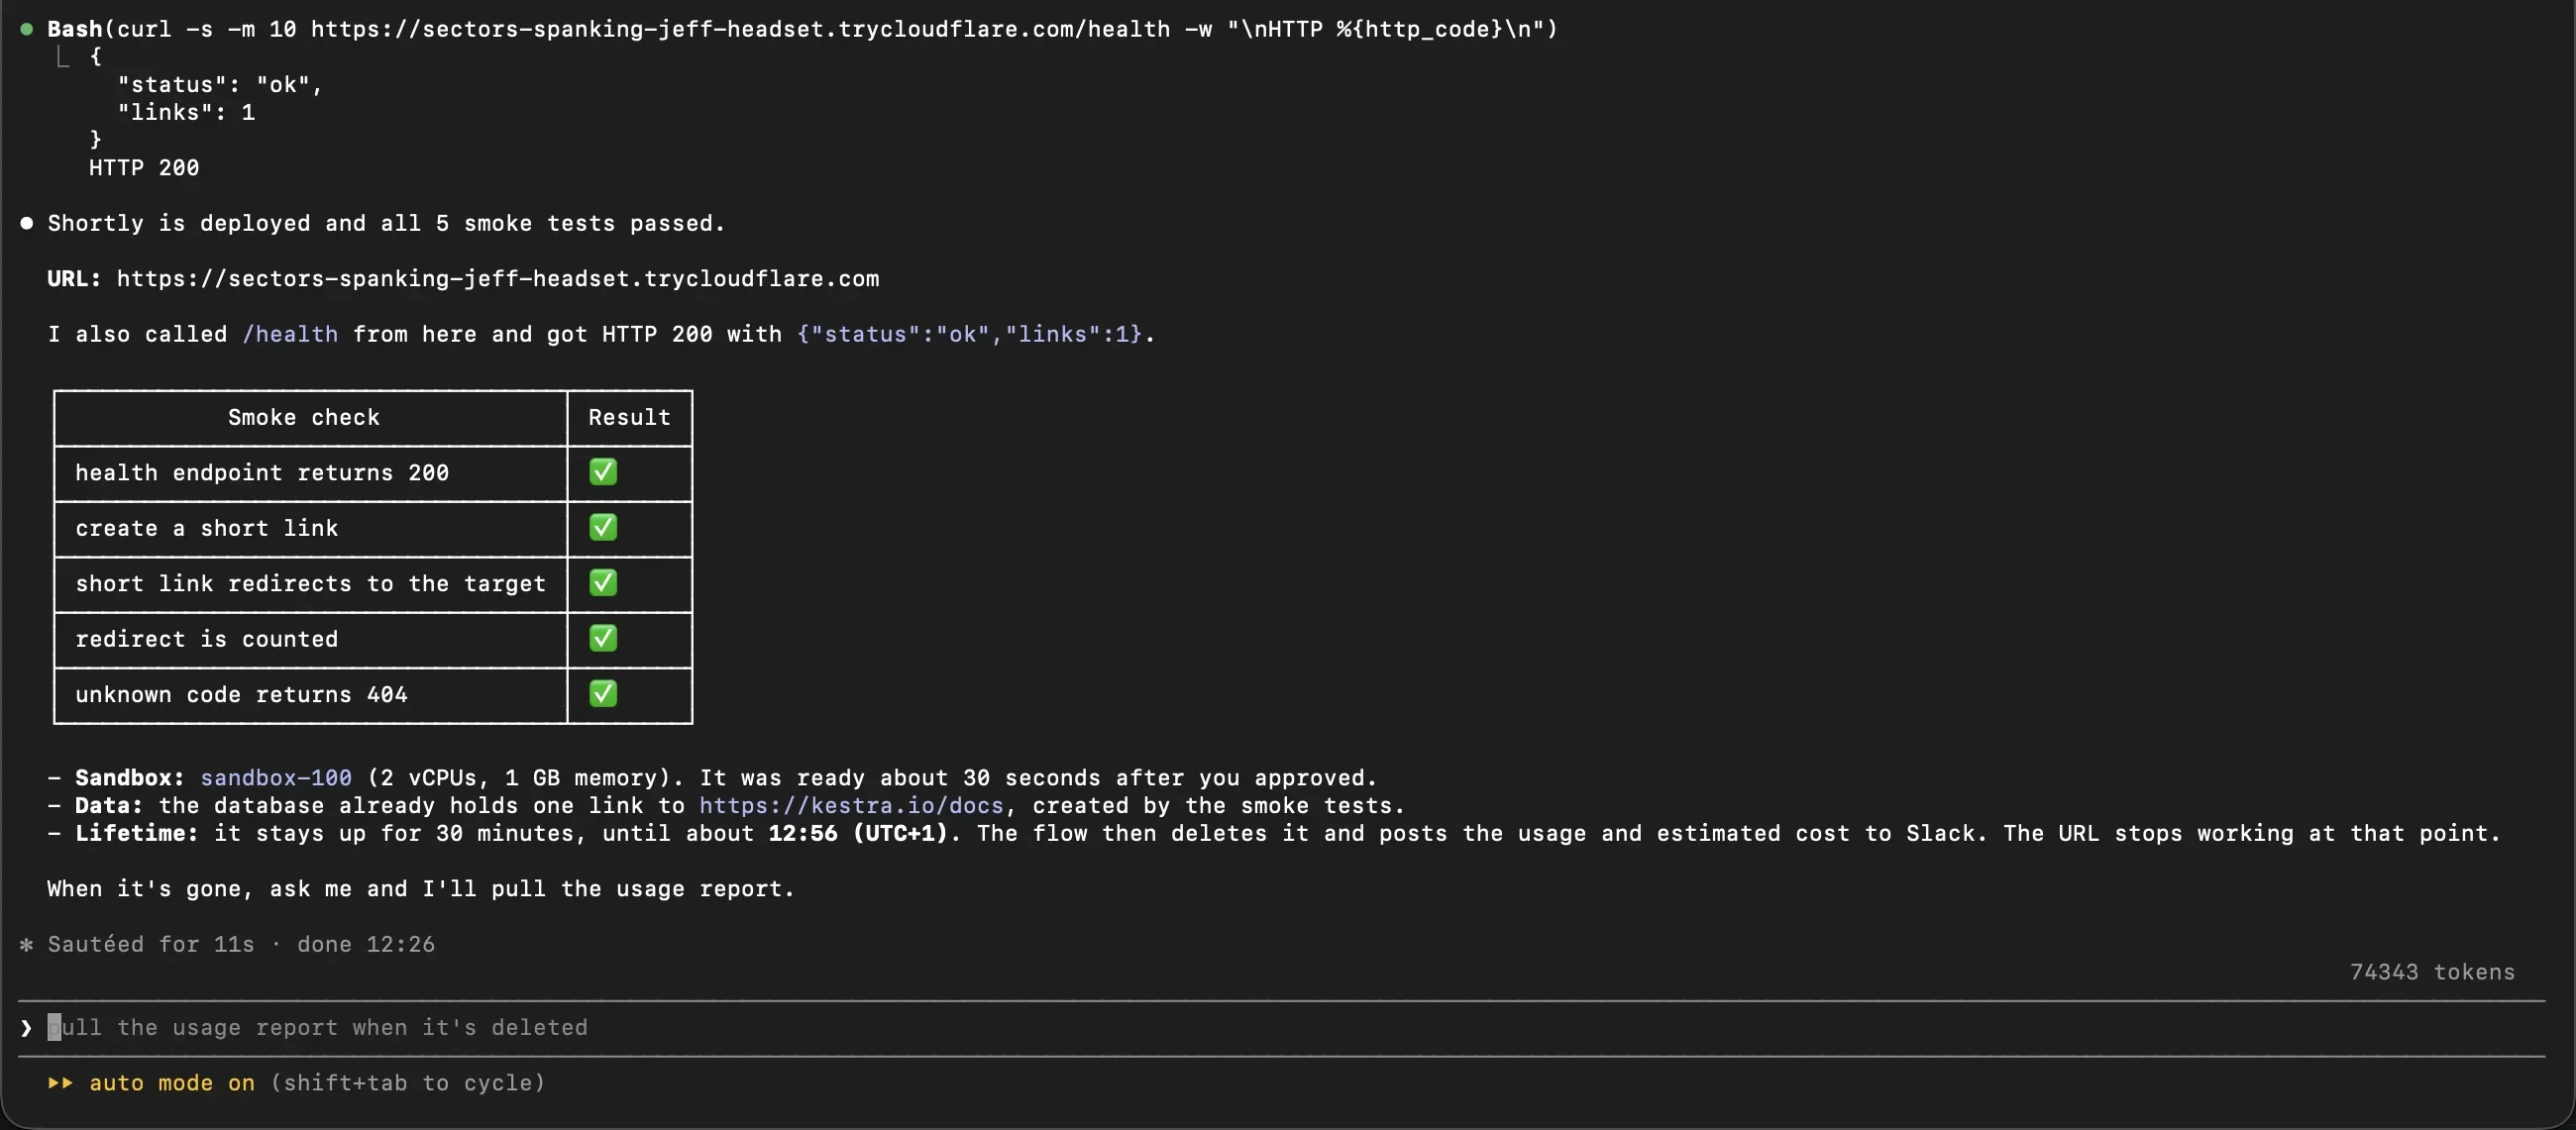 ● Bash(curl -s -m 10 https://sectors-spanking-jeff-headset.trycloudflare.com/health -w "\nHTTP %{http_code}\n")
⎿ {
"status": "ok",
"links": 1
}
HTTP 200
● Shortly is deployed and all 5 smoke tests passed.
URL: https://sectors-spanking-jeff-headset.trycloudflare.com
I also called /health from here and got HTTP 200 with {"status":"ok","links":1}.
Smoke check Result
health endpoint returns 200 ✅
create a short link ✅
short link redirects to the target ✅
redirect is counted ✅
unknown code returns 404 ✅
- Sandbox: sandbox-100 (2 vCPUs, 1 GB memory). It was ready about 30 seconds after you approved.
- Data: the database already holds one link to https://kestra.io/docs, created by the smoke tests.
- Lifetime: it stays up for 30 minutes, until about 12:56 (UTC+1). The flow then deletes it and posts the usage and estimated cost to Slack. The URL stops working at that point.
When it's gone, ask me and I'll pull the usage report.
✻ Sautéed for 11s · done 12:26
74343 tokens
❯ pull the usage report when it's deleted
⏵⏵ auto mode on (shift+tab to cycle)